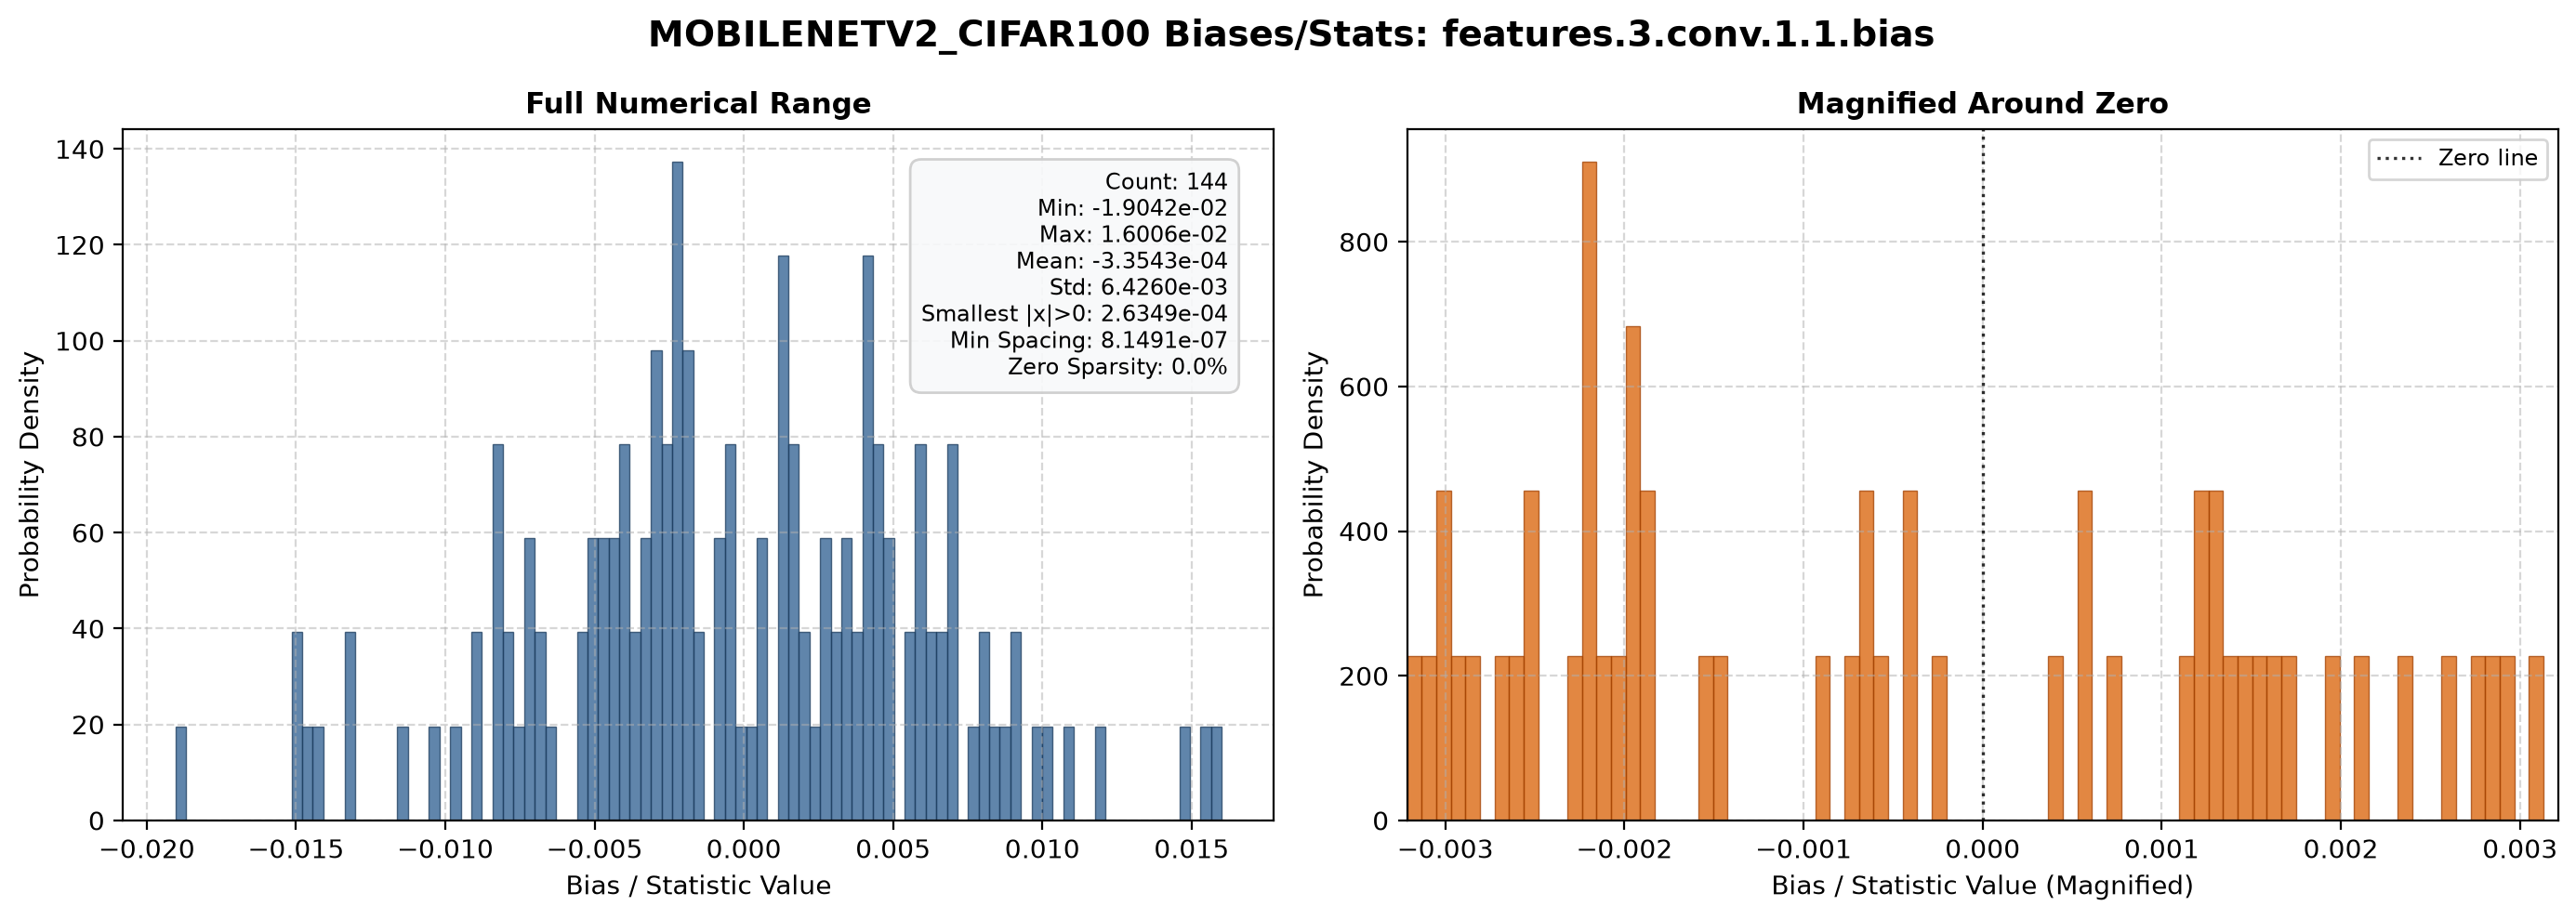 MOBILENETV2_CIFAR100 Biases/Stats: features.3.conv.1.1.bias
Full Numerical Range
140
120
100
80
60
40
20
0
Probability Density
Count: 144
Min: -1.9042e-02
Max: 1.6006e-02
Mean: -3.3543e-04
Std: 6.4260e-03
Smallest |x|>0: 2.6349e-04
Min Spacing: 8.1491e-07
Zero Sparsity: 0.0%
−0.020 −0.015 −0.010 −0.005 0.000 0.005 0.010 0.015
Bias / Statistic Value
Magnified Around Zero
Zero line
800
600
400
200
0
Probability Density
−0.003 −0.002 −0.001 0.000 0.001 0.002 0.003
Bias / Statistic Value (Magnified)